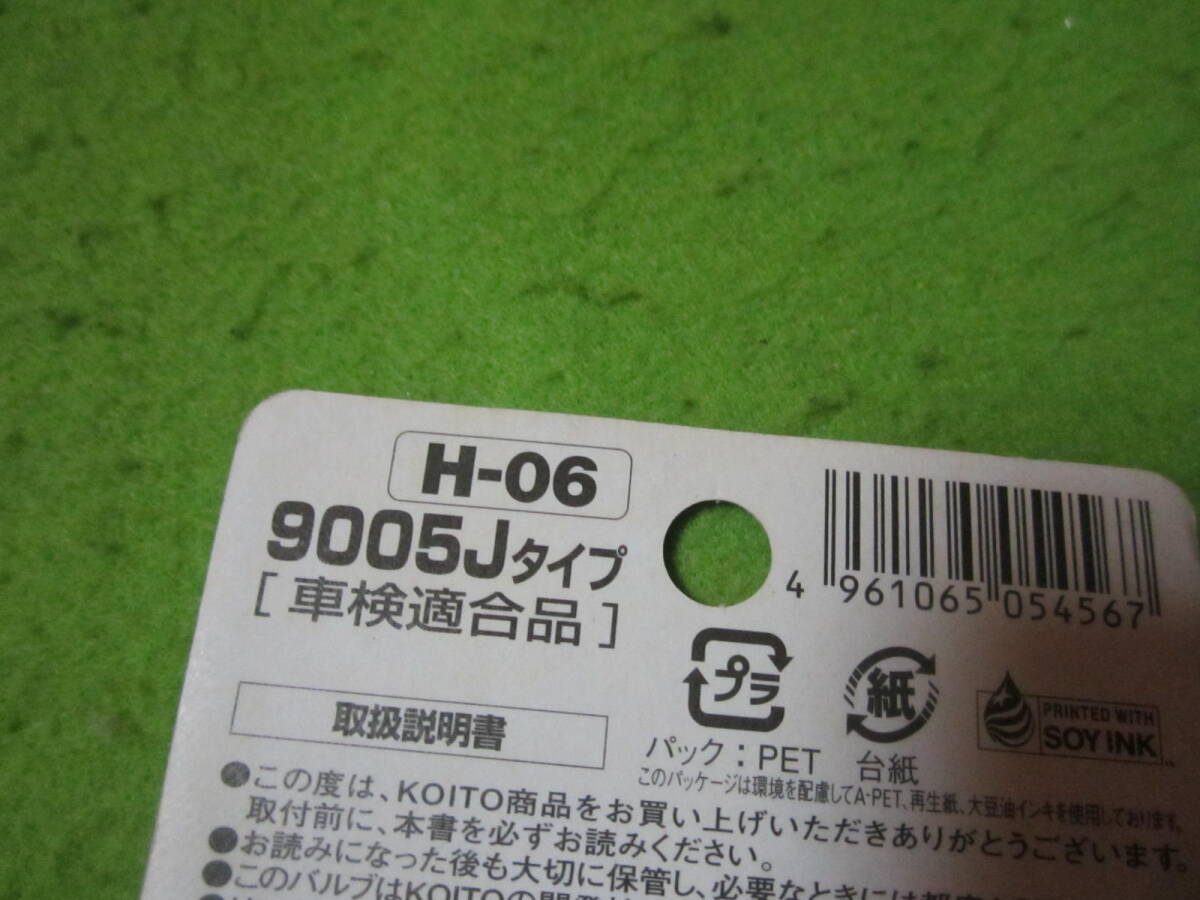 H-06
9005Jタイプ
[ 車検適合品 ]
4 961065 054567
プラ
紙
PRINTED WITH
SOY INK
パック：PET
台紙
このパッケージは環境を配慮してA-PET、再生紙、大豆油インキを使用しております。
取扱説明書
●この度は、KOITO商品をお買い上げいただきありがとうございます。
取付前に、本書を必ずお読みください。
●お読みになった後も大切に保管し、必要なときには
●このバルブはKOITOの開発